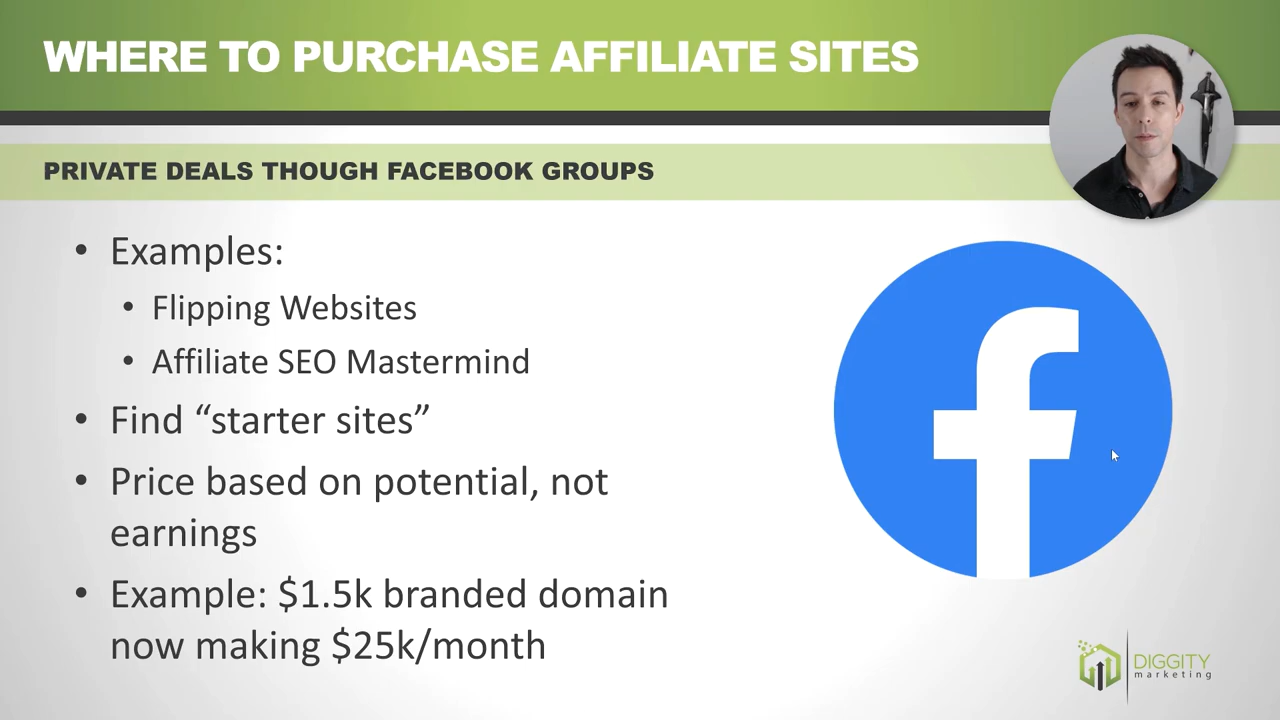 WHERE TO PURCHASE AFFILIATE SITES
PRIVATE DEALS THOUGH FACEBOOK GROUPS
• Examples:
• Flipping Websites
• Affiliate SEO Mastermind
• Find “starter sites”
• Price based on potential, not
earnings
• Example: $1.5k branded domain
now making $25k/month
f
DIGGITY
marketing